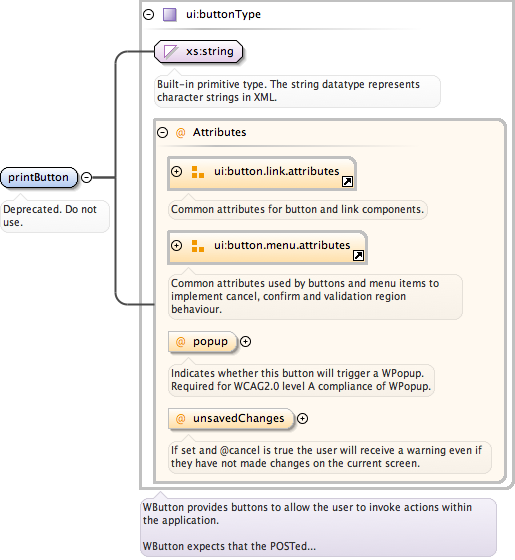 ui:buttonType
xs:string
Built-in primitive type. The string datatype represents
character strings in XML.
@ Attributes
printButton
Deprecated. Do not
use.
ui:button.link.attributes
Common attributes for button and link components.
ui:button.menu.attributes
Common attributes used by buttons and menu items to
implement cancel, confirm and validation region
behaviour.
@ popup
Indicates whether this button will trigger a WPopup.
Required for WCAG2.0 level A compliance of WPopup.
@ unsavedChanges
If set and @cancel is true the user will receive a warning even if
they have not made changes on the current screen.
WButton provides buttons to allow the user to invoke actions within
the application.
WButton expects that the POSTed...